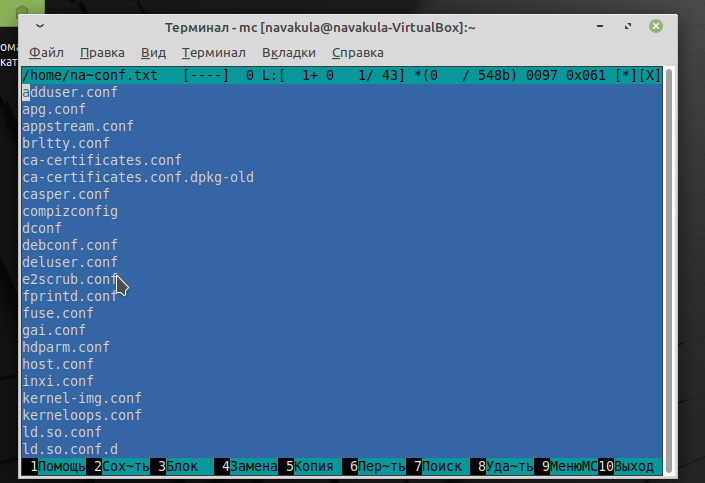 Терминал - mc [navakula@navakula-VirtualBox]:~
Файл Правка Вид Терминал Вкладки Справка
/home/na~conf.txt [----] 0 L:[ 1+ 0 1/ 43] *(0 / 548b) 0097 0x061 [*][X]
adduser.conf
apg.conf
appstream.conf
brltty.conf
ca-certificates.conf
ca-certificates.conf.dpkg-old
casper.conf
compizconfig
dconf
debconf.conf
deluser.conf
e2scrub.conf
fprintd.conf
fuse.conf
gai.conf
hdparm.conf
host.conf
inxi.conf
kernel-img.conf
kerneloops.conf
ld.so.conf
ld.so.conf.d
1Помощь 2Сох~ть 3Блок 4Замена 5Копия 6Пер~ть 7Поиск 8Уда~ть 9МенюMC 10Выход